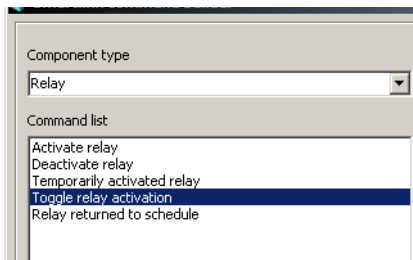 Component type
Relay
Command list
Activate relay
Deactivate relay
Temporarily activated relay
Toggle relay activation
Relay returned to schedule